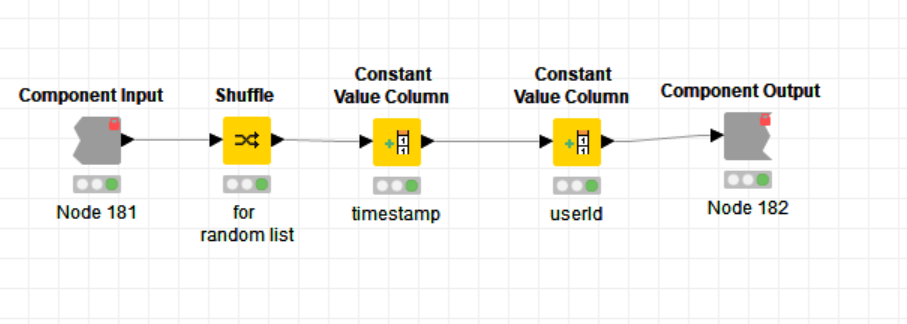 Component Input
Shuffle
Constant
Value Column
Constant
Value Column
Component Output
Node 181
for
random list
timestamp
userId
Node 182